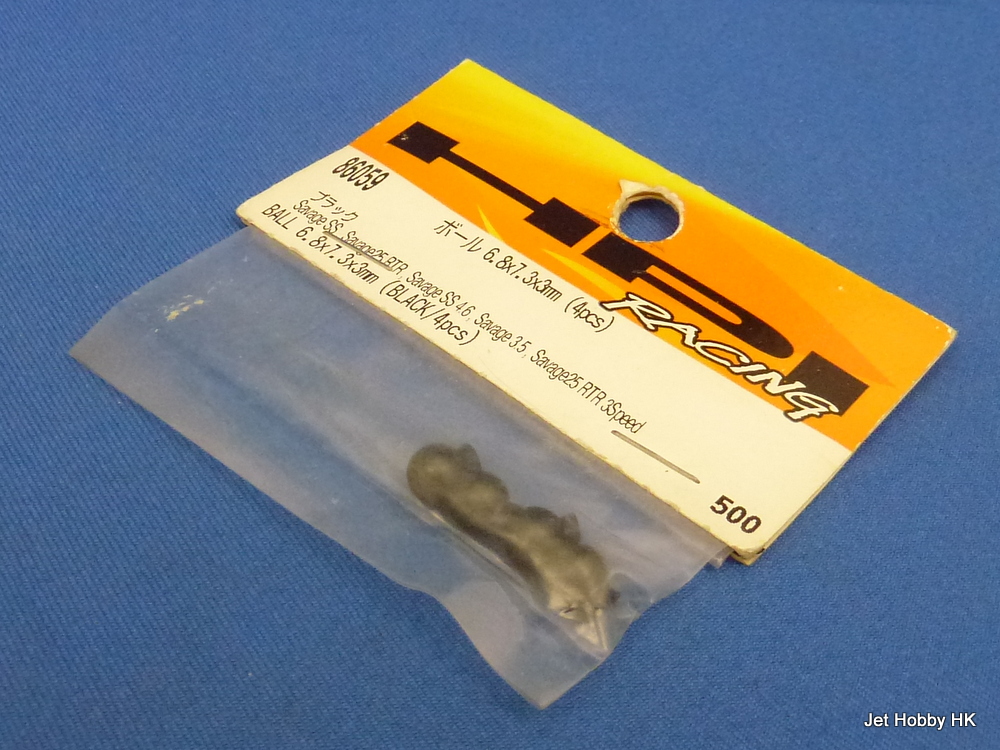 HPI
RACING
86059
ボール 6.8x7.3x3mm (4pcs)
ブラック
Savage SS, Savage25 RTR, Savage SS 4.6, Savage 3.5, Savage25 RTR 3Speed
BALL 6.8x7.3x3mm (BLACK/4pcs)
500
Jet Hobby HK